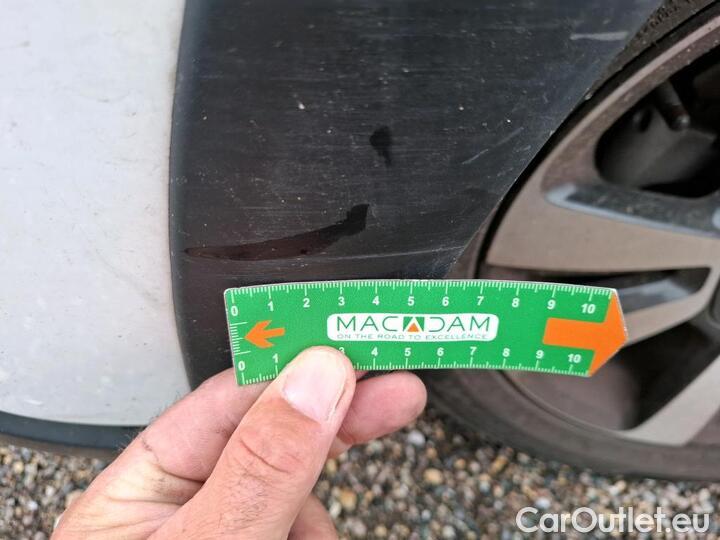 0 1 2 3 4 5 6 7 8 9 10
MACADAM
ON THE ROAD TO EXCELLENCE
0 1 3 4 5 6 7 8 9 10
CarOutlet.eu